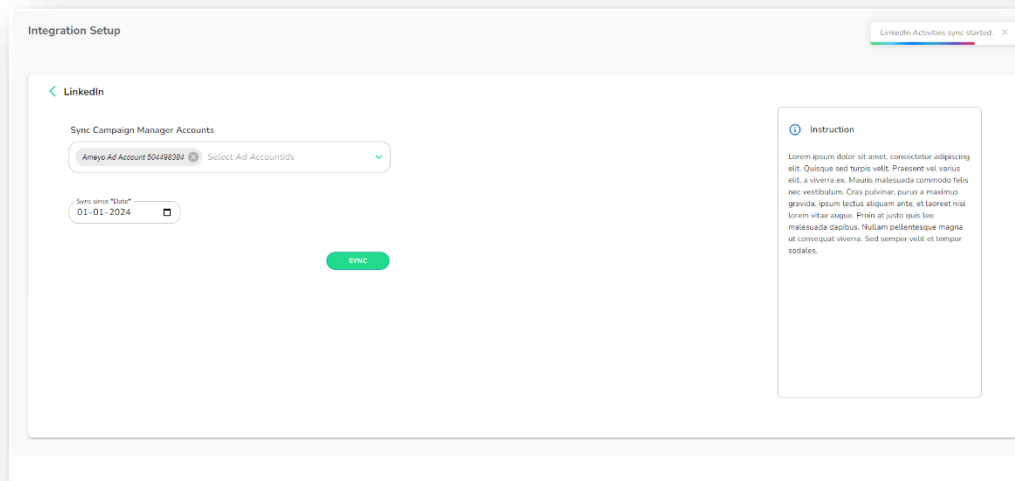 Integration Setup
LinkedIn Activities sync started.
LinkedIn
Sync Campaign Manager Accounts
Ameyo Ad Account 504498384 Select Ad AccountIds
Sync since *Date*
01-01-2024
SYNC
Instruction
Lorem ipsum dolor sit amet, consectetur adipiscing
elit. Quisque sed turpis velit. Praesent vel varius
elit, a viverra ex. Mauris malesuada commodo felis
nec vestibulum. Cras pulvinar, purus a maximus
gravida, ipsum lectus aliquam ante, et laoreet nisi
lorem vitae augue. Proin at justo quis leo
malesuada dapibus. Nullam pellentesque magna
ut consequat viverra. Sed semper velit et tempor
sodales.